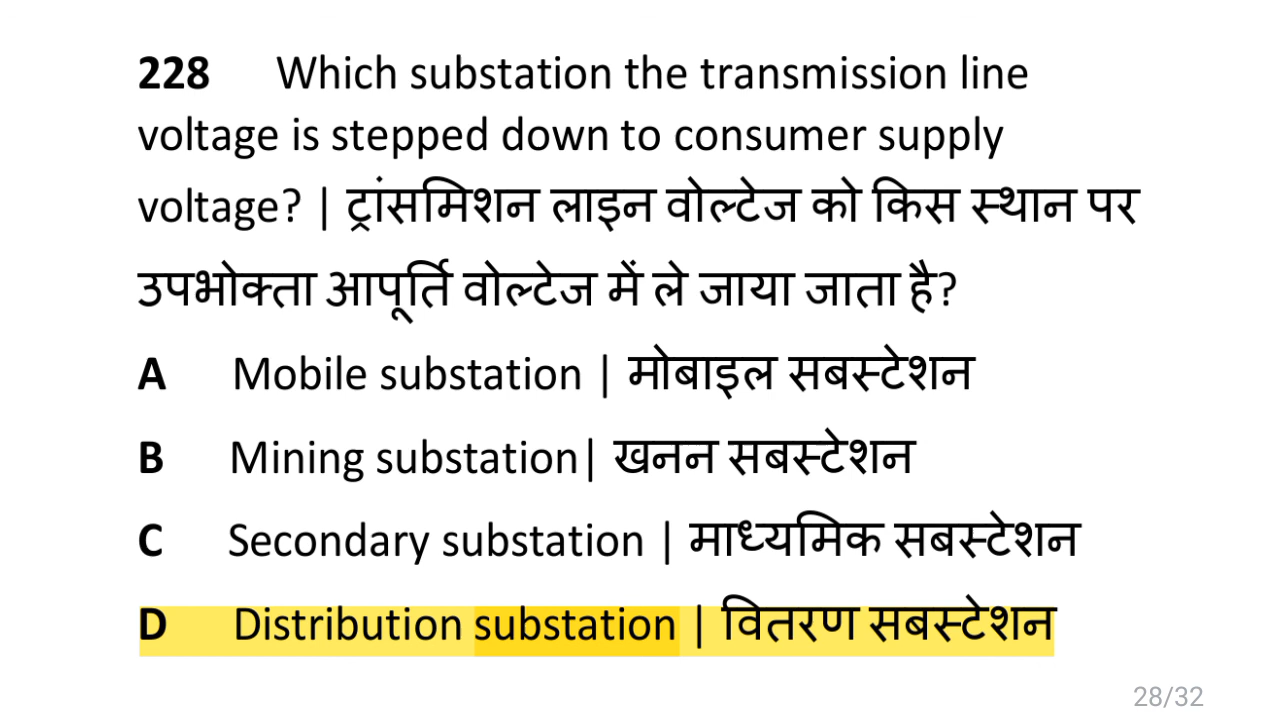 228 Which substation the transmission line
voltage is stepped down to consumer supply
voltage? | ट्रांसमिशन लाइन वोल्टेज को किस स्थान पर
उपभोक्ता आपूर्ति वोल्टेज में ले जाया जाता है?
A Mobile substation | मोबाइल सबस्टेशन
B Mining substation| खनन सबस्टेशन
C Secondary substation | माध्यमिक सबस्टेशन
D Distribution substation | वितरण सबस्टेशन
28/32